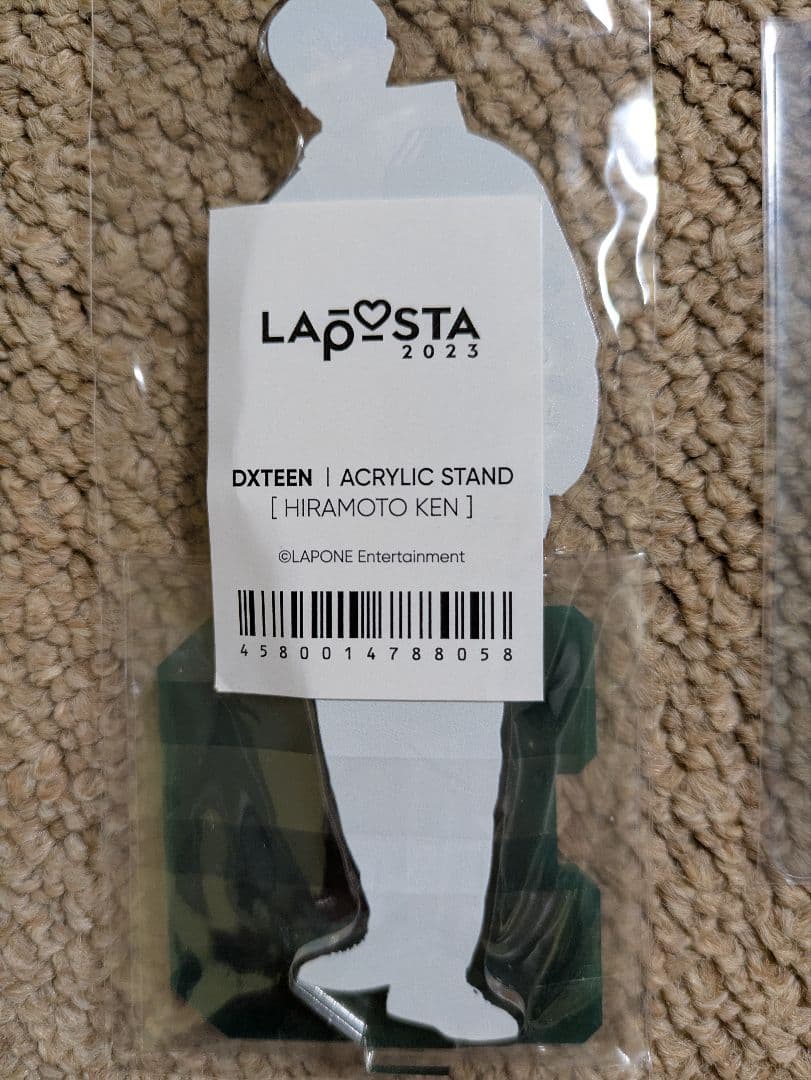 LAPOSTA
2023
DXTEEN | ACRYLIC STAND
[ HIRAMOTO KEN ]
©LAPONE Entertainment
4580014788058